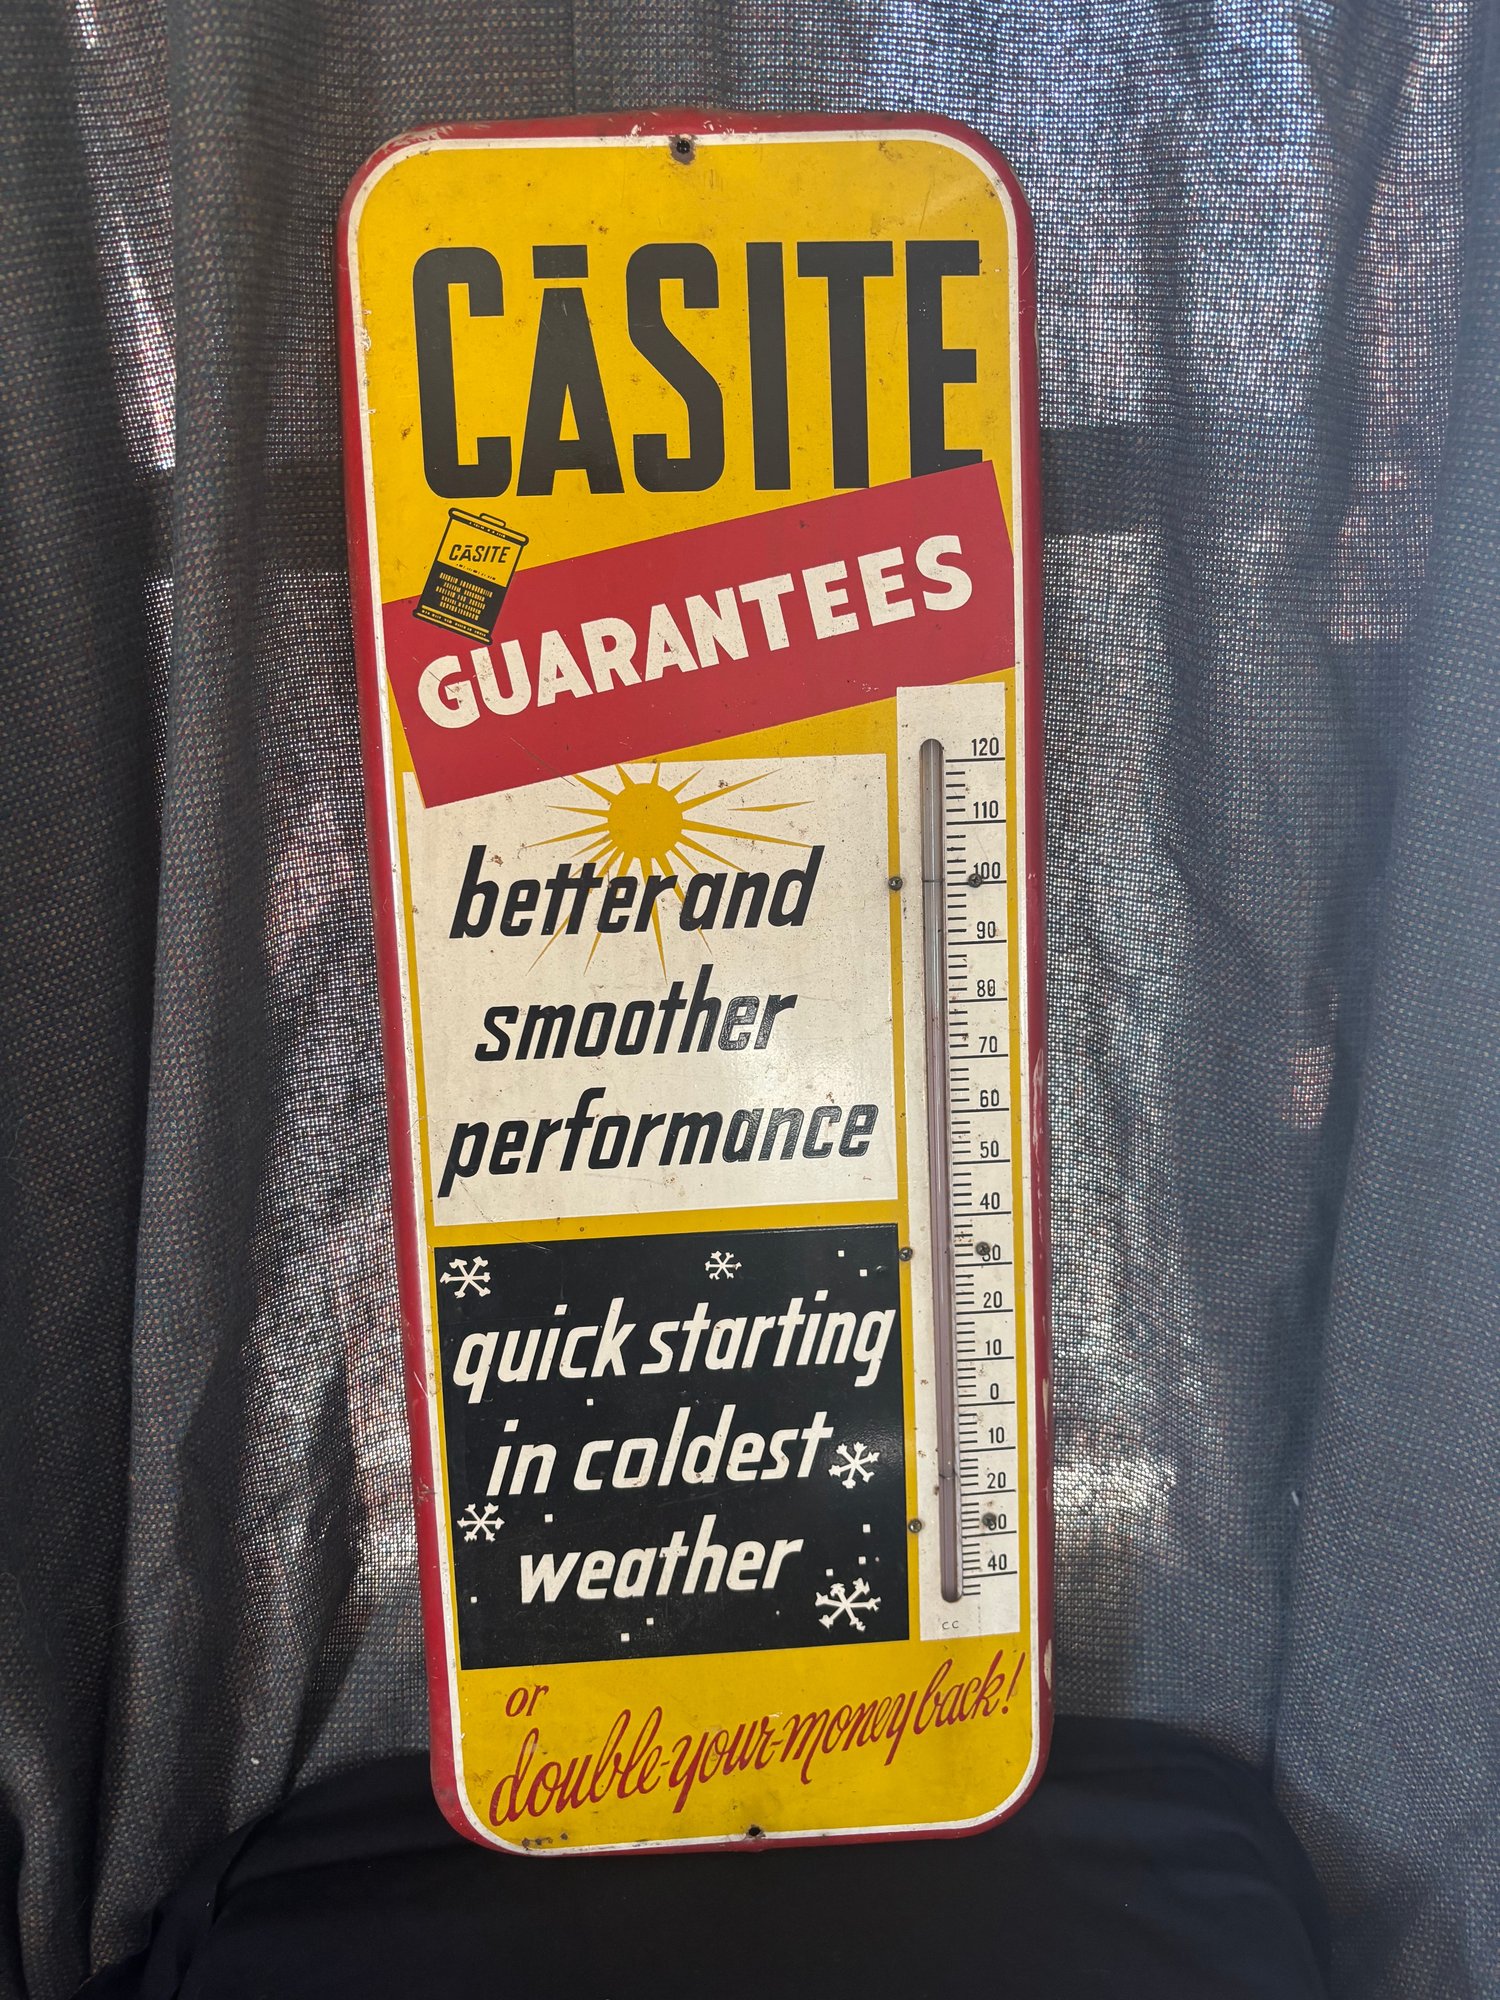 CĀSITE
CĀSITE
GUARANTEES
better and
smoother
performance
120
110
100
90
80
70
60
50
40
30
20
10
0
10
20
30
40
CC
quick starting
in coldest
weather
or
double-your-money back!